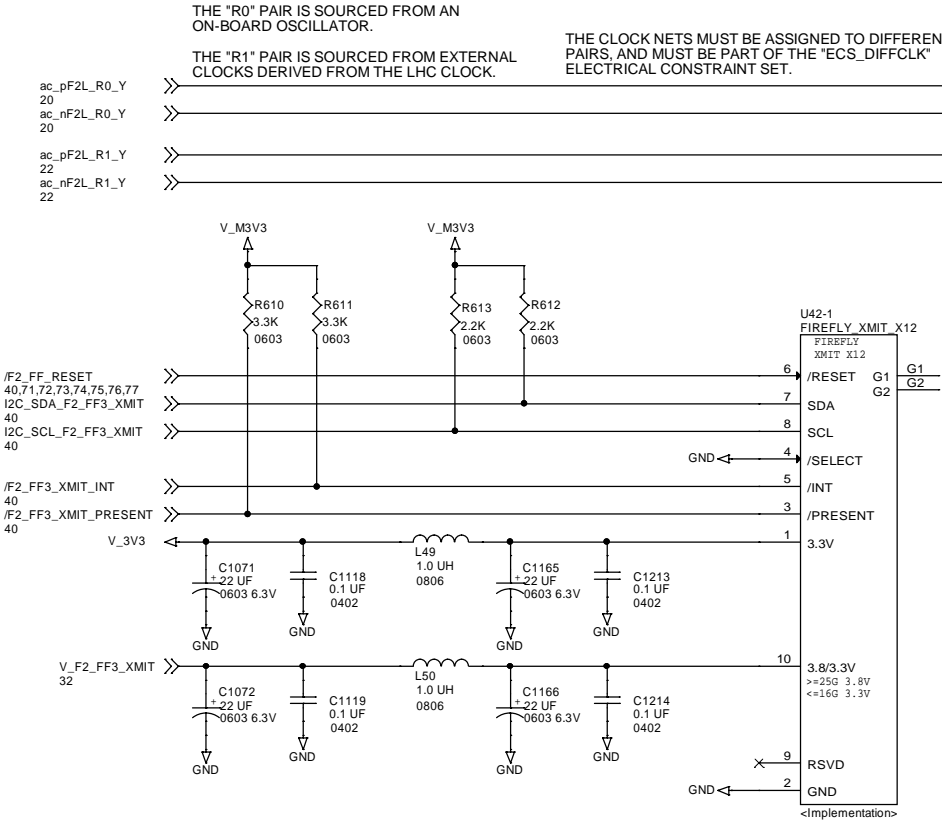 THE "R0" PAIR IS SOURCED FROM AN
ON-BOARD OSCILLATOR.
THE "R1" PAIR IS SOURCED FROM EXTERNAL
CLOCKS DERIVED FROM THE LHC CLOCK.
THE CLOCK NETS MUST BE ASSIGNED TO DIFFEREN
PAIRS, AND MUST BE PART OF THE "ECS_DIFFCLK"
ELECTRICAL CONSTRAINT SET.
ac_pF2L_R0_Y
20
ac_nF2L_R0_Y
20
ac_pF2L_R1_Y
22
ac_nF2L_R1_Y
22
V_M3V3
V_M3V3
R610
3.3K
0603
R611
3.3K
0603
R613
2.2K
0603
R612
2.2K
0603
U42-1
FIREFLY_XMIT_X12
FIREFLY
XMIT X12
/F2_FF_RESET
40,71,72,73,74,75,76,77
I2C_SDA_F2_FF3_XMIT
40
I2C_SCL_F2_FF3_XMIT
40
/F2_FF3_XMIT_INT
40
/F2_FF3_XMIT_PRESENT
40
6
/RESET
G1
G1
G2
G2
7
SDA
8
SCL
GND
4
/SELECT
5
/INT
3
/PRESENT
V_3V3
1
3.3V
C1071
+
22 UF
0603 6.3V
GND
C1118
0.1 UF
0402
GND
L49
1.0 UH
0806
C1165
+
22 UF
0603 6.3V
GND
C1213
0.1 UF
0402
GND
V_F2_FF3_XMIT
32
10
3.8/3.3V
>=25G 3.8V
<=16G 3.3V
C1072
+
22 UF
0603 6.3V
GND
C1119
0.1 UF
0402
GND
L50
1.0 UH
0806
C1166
+
22 UF
0603 6.3V
GND
C1214
0.1 UF
0402
GND
9
RSVD
GND
2
GND
<Implementation>